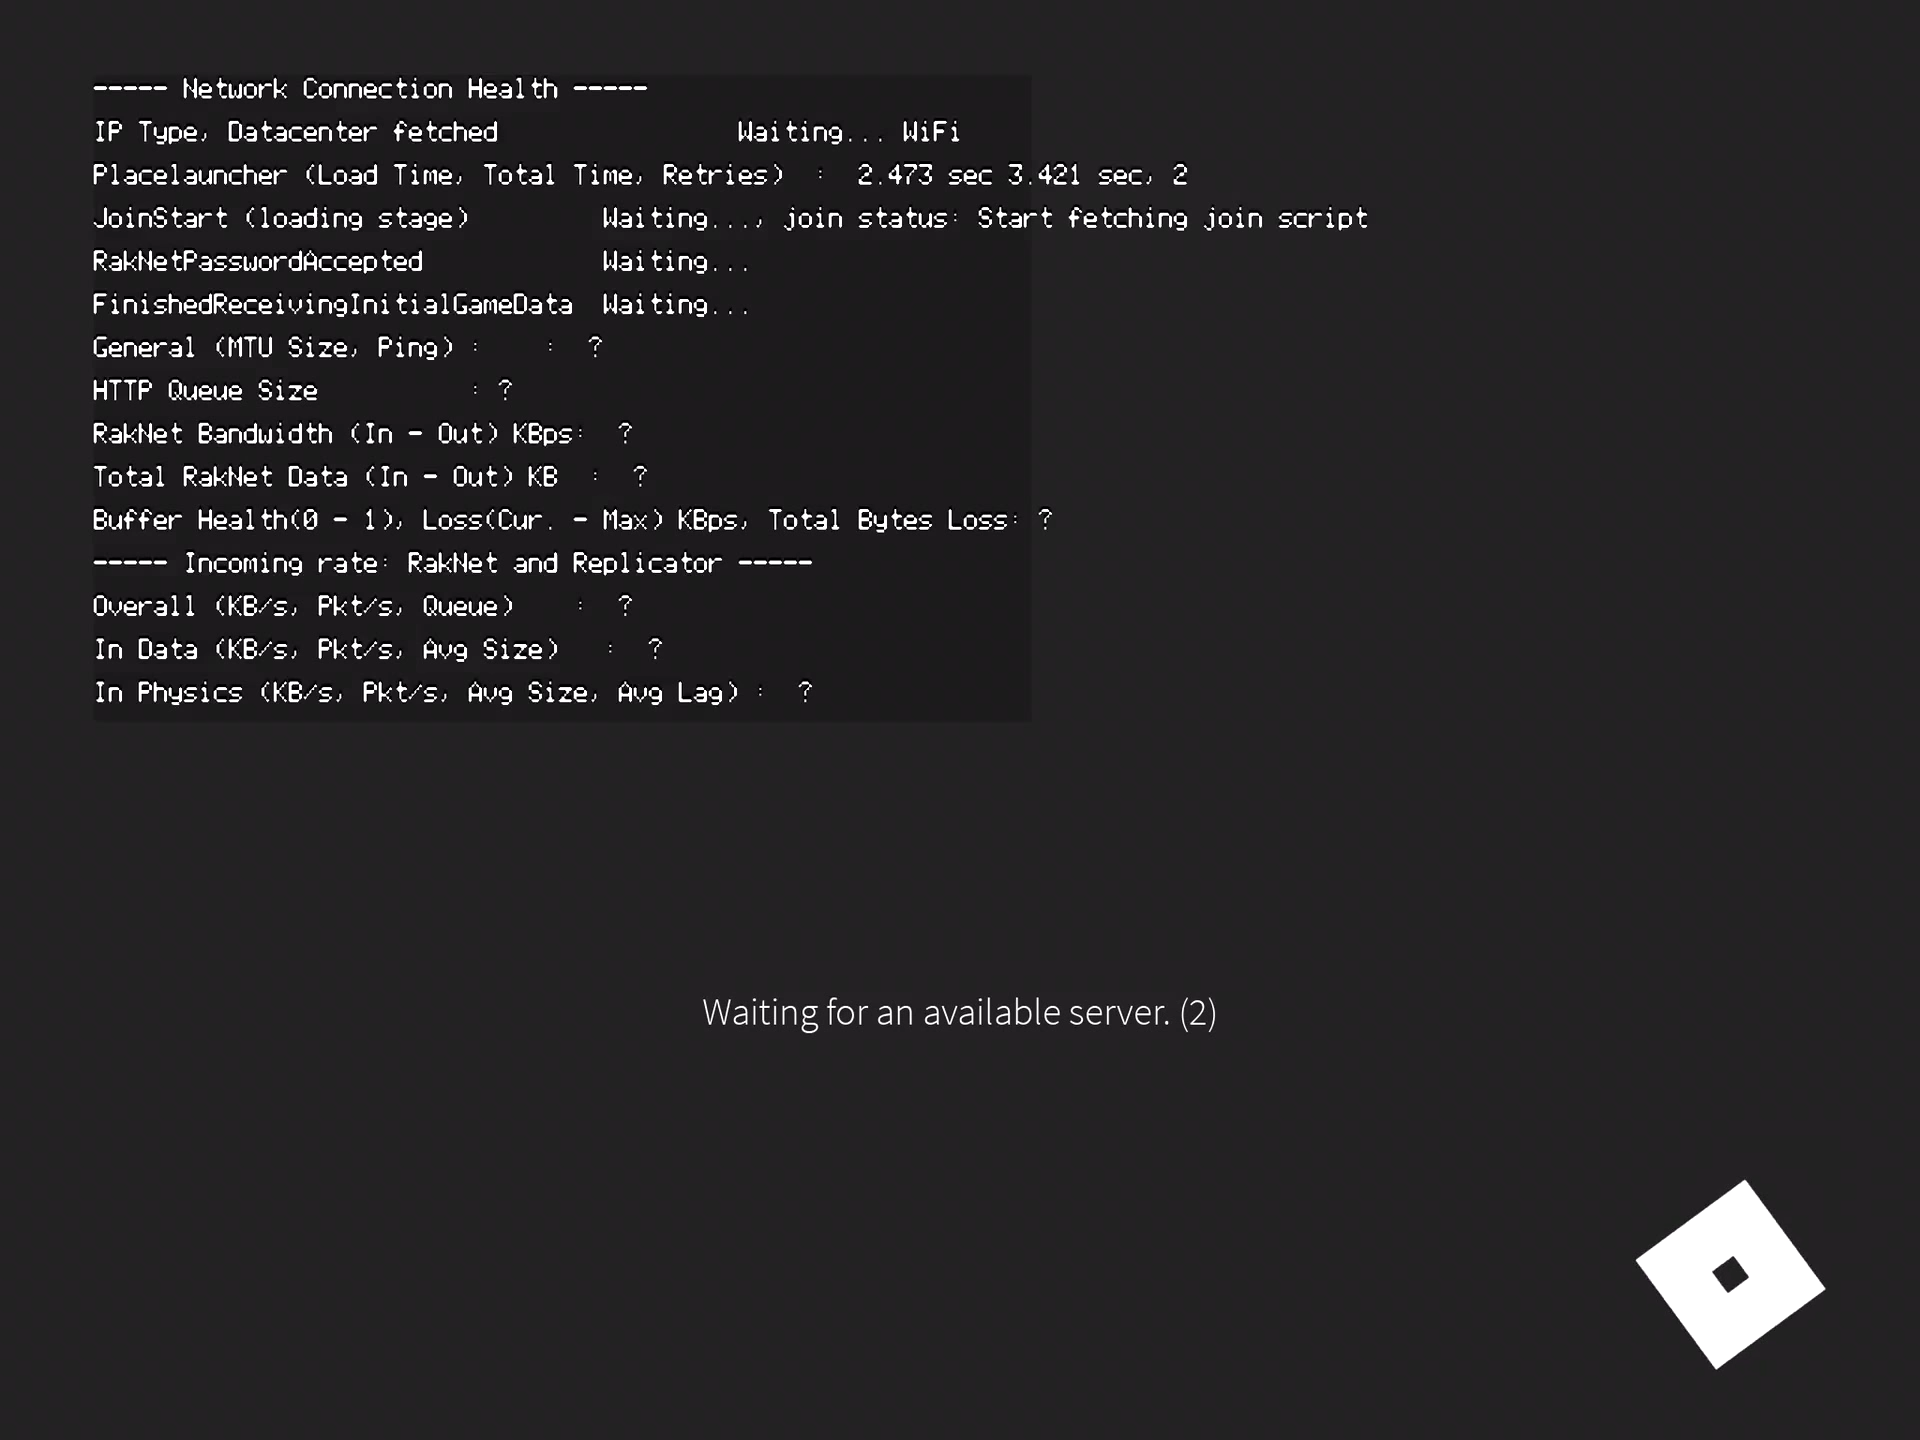 ----- Network Connection Health -----
IP Type, Datacenter fetched Waiting... WiFi
Placelauncher (Load Time, Total Time, Retries) : 2.473 sec 3.421 sec, 2
JoinStart (loading stage) Waiting..., join status: Start fetching join script
RakNetPasswordAccepted Waiting...
FinishedReceivingInitialGameData Waiting...
General (MTU Size, Ping) : : ?
HTTP Queue Size : ?
RakNet Bandwidth (In - Out) KBps: ?
Total RakNet Data (In - Out) KB : ?
Buffer Health(0 - 1), Loss(Cur. - Max) KBps, Total Bytes Loss: ?
----- Incoming rate: RakNet and Replicator -----
Overall (KB/s, Pkt/s, Queue) : ?
In Data (KB/s, Pkt/s, Avg Size) : ?
In Physics (KB/s, Pkt/s, Avg Size, Avg Lag) : ?
Waiting for an available server. (2)